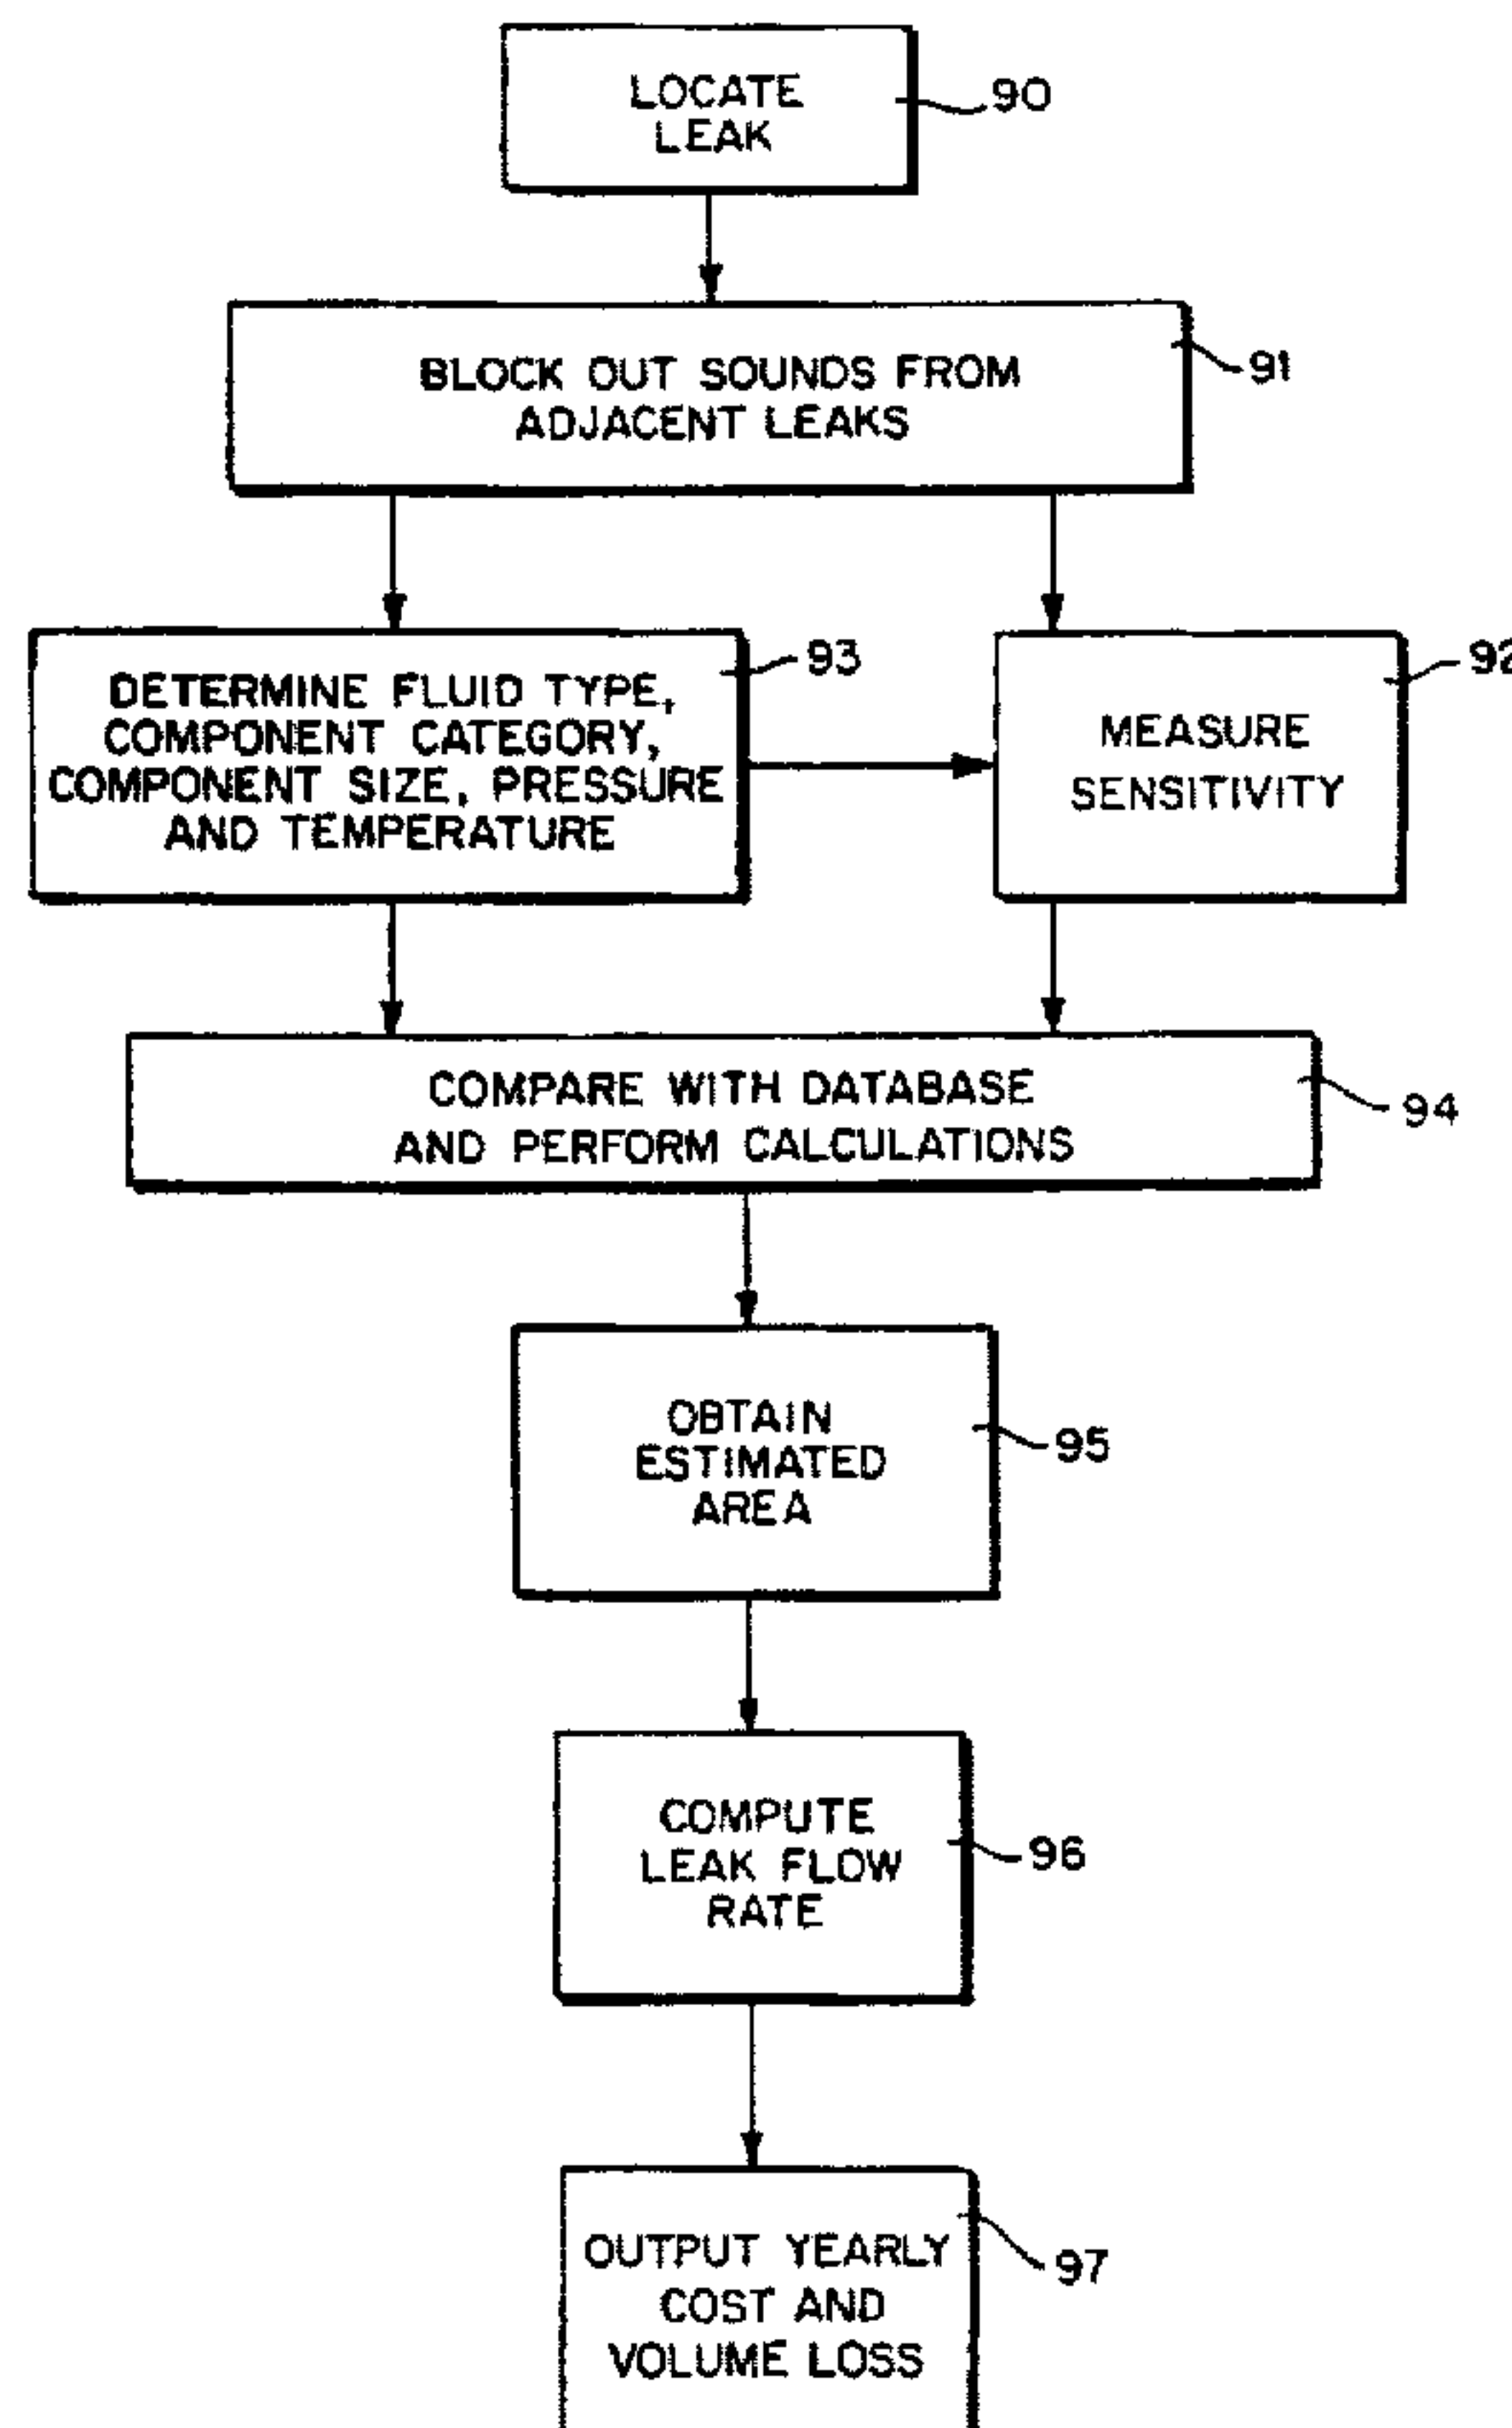 LOCATE
LEAK
90
BLOCK OUT SOUNDS FROM
ADJACENT LEAKS
91
DETERMINE FLUID TYPE,
COMPONENT CATEGORY,
COMPONENT SIZE, PRESSURE
AND TEMPERATURE
93
MEASURE
SENSITIVITY
92
COMPARE WITH DATABASE
AND PERFORM CALCULATIONS
94
OBTAIN
ESTIMATED
AREA
95
COMPUTE
LEAK FLOW
RATE
96
OUTPUT YEARLY
COST AND
VOLUME LOSS
97